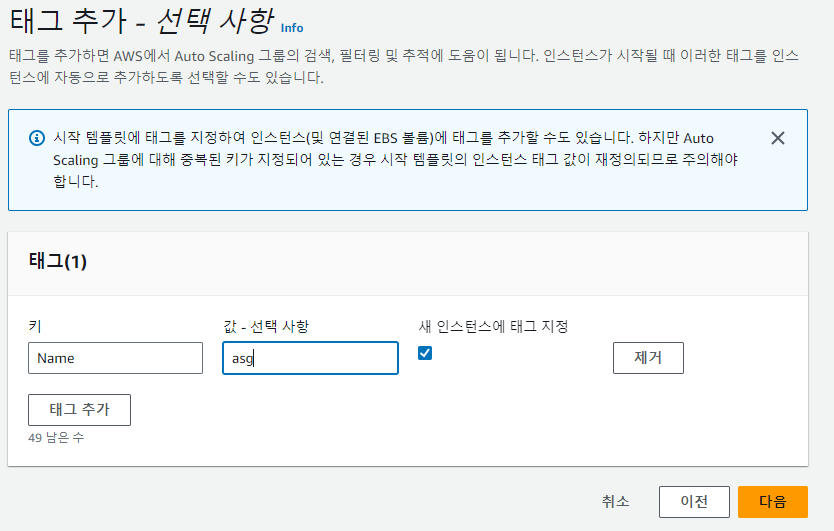 태그 추가 - 선택 사항 Info
태그를 추가하면 AWS에서 Auto Scaling 그룹의 검색, 필터링 및 추적에 도움이 됩니다. 인스턴스가 시작될 때 이러한 태그를 인스
턴스에 자동으로 추가하도록 선택할 수도 있습니다.
시작 템플릿에 태그를 지정하여 인스턴스(및 연결된 EBS 볼륨)에 태그를 추가할 수도 있습니다. 하지만 Auto
Scaling 그룹에 대해 중복된 키가 지정되어 있는 경우 시작 템플릿의 인스턴스 태그 값이 재정의되므로 주의해야
합니다.
태그(1)
키 값 - 선택 사항 새 인스턴스에 태그 지정
Name asg 제거
태그 추가
49 남은 수
취소 이전 다음